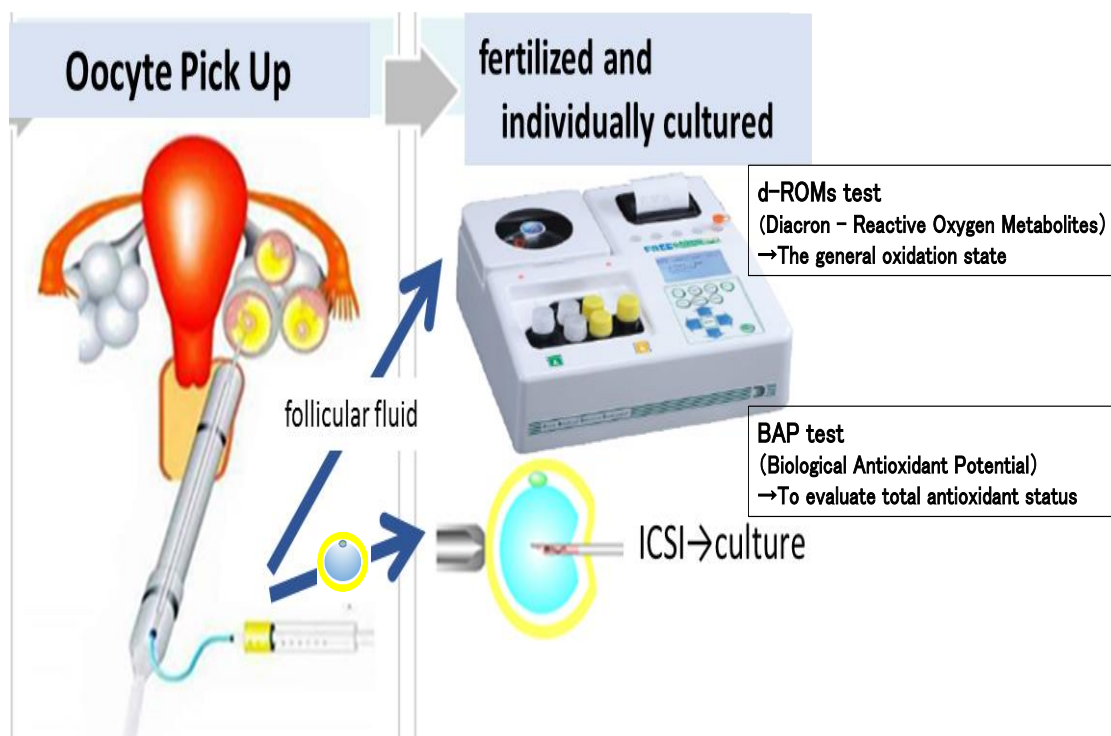 Oocyte Pick Up
fertilized and
individually cultured
d-ROMs test
(Diacron – Reactive Oxygen Metabolites)
→The general oxidation state
follicular fluid
BAP test
(Biological Antioxidant Potential)
→To evaluate total antioxidant status
ICSI→culture